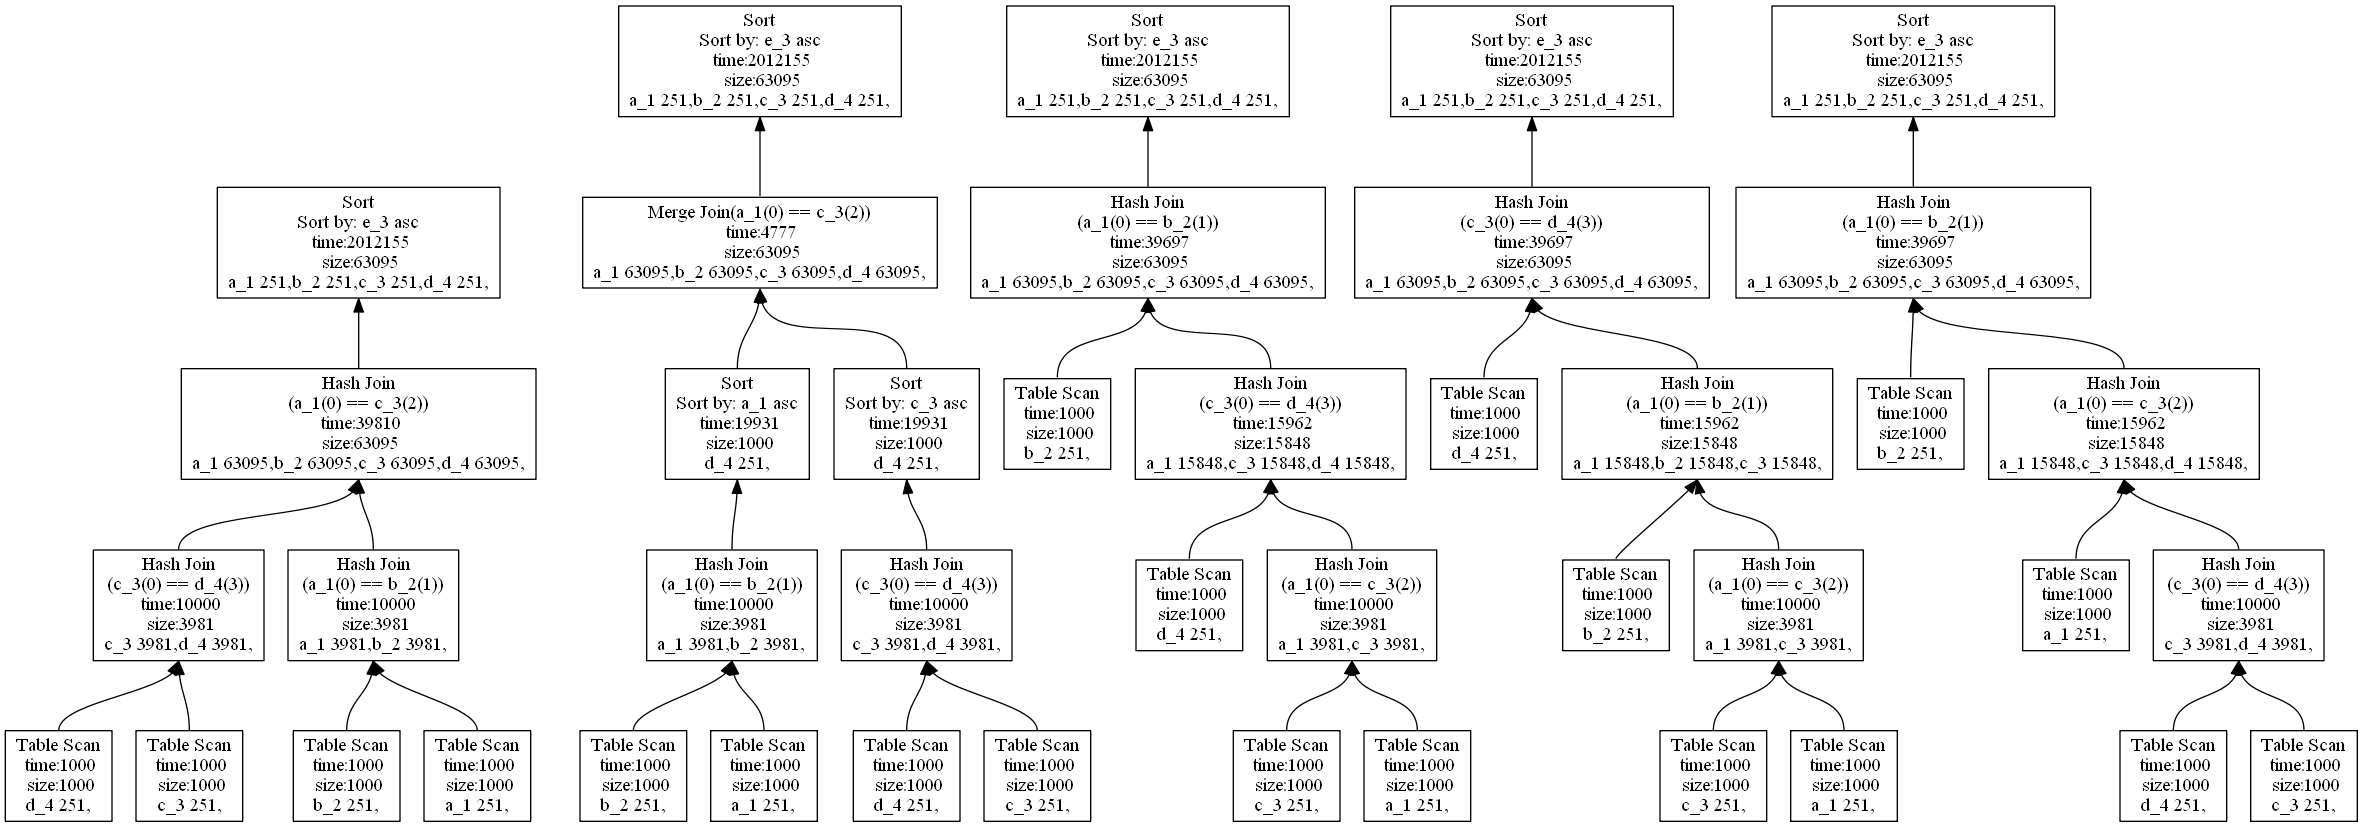 Sort
Sort by: e_3 asc
time:2012155
size:63095
a_1 251,b_2 251,c_3 251,d_4 251,
Sort
Sort by: e_3 asc
time:2012155
size:63095
a_1 251,b_2 251,c_3 251,d_4 251,
Sort
Sort by: e_3 asc
time:2012155
size:63095
a_1 251,b_2 251,c_3 251,d_4 251,
Sort
Sort by: e_3 asc
time:2012155
size:63095
a_1 251,b_2 251,c_3 251,d_4 251,
Sort
Sort by: e_3 asc
time:2012155
size:63095
a_1 251,b_2 251,c_3 251,d_4 251,
Merge Join(a_1(0) == c_3(2))
time:4777
size:63095
a_1 63095,b_2 63095,c_3 63095,d_4 63095,
Hash Join
(a_1(0) == b_2(1))
time:39697
size:63095
a_1 63095,b_2 63095,c_3 63095,d_4 63095,
Hash Join
(c_3(0) == d_4(3))
time:39697
size:63095
a_1 63095,b_2 63095,c_3 63095,d_4 63095,
Hash Join
(a_1(0) == b_2(1))
time:39697
size:63095
a_1 63095,b_2 63095,c_3 63095,d_4 63095,
Hash Join
(a_1(0) == c_3(2))
time:39810
size:63095
a_1 63095,b_2 63095,c_3 63095,d_4 63095,
Sort
Sort by: a_1 asc
time:19931
size:1000
d_4 251,
Sort
Sort by: c_3 asc
time:19931
size:1000
d_4 251,
Table Scan
time:1000
size:1000
b_2 251,
Hash Join
(c_3(0) == d_4(3))
time:15962
size:15848
a_1 15848,c_3 15848,d_4 15848,
Table Scan
time:1000
size:1000
d_4 251,
Hash Join
(a_1(0) == b_2(1))
time:15962
size:15848
a_1 15848,b_2 15848,c_3 15848,
Table Scan
time:1000
size:1000
b_2 251,
Hash Join
(a_1(0) == c_3(2))
time:15962
size:15848
a_1 15848,c_3 15848,d_4 15848,
Hash Join
(c_3(0) == d_4(3))
time:10000
size:3981
c_3 3981,d_4 3981,
Hash Join
(a_1(0) == b_2(1))
time:10000
size:3981
a_1 3981,b_2 3981,
Hash Join
(a_1(0) == b_2(1))
time:10000
size:3981
a_1 3981,b_2 3981,
Hash Join
(c_3(0) == d_4(3))
time:10000
size:3981
c_3 3981,d_4 3981,
Table Scan
time:1000
size:1000
d_4 251,
Hash Join
(a_1(0) == c_3(2))
time:10000
size:3981
a_1 3981,c_3 3981,
Table Scan
time:1000
size:1000
b_2 251,
Hash Join
(a_1(0) == c_3(2))
time:10000
size:3981
a_1 3981,c_3 3981,
Table Scan
time:1000
size:1000
a_1 251,
Hash Join
(c_3(0) == d_4(3))
time:10000
size:3981
c_3 3981,d_4 3981,
Table Scan
time:1000
size:1000
d_4 251,
Table Scan
time:1000
size:1000
c_3 251,
Table Scan
time:1000
size:1000
b_2 251,
Table Scan
time:1000
size:1000
a_1 251,
Table Scan
time:1000
size:1000
b_2 251,
Table Scan
time:1000
size:1000
a_1 251,
Table Scan
time:1000
size:1000
d_4 251,
Table Scan
time:1000
size:1000
c_3 251,
Table Scan
time:1000
size:1000
c_3 251,
Table Scan
time:1000
size:1000
a_1 251,
Table Scan
time:1000
size:1000
c_3 251,
Table Scan
time:1000
size:1000
a_1 251,
Table Scan
time:1000
size:1000
d_4 251,
Table Scan
time:1000
size:1000
c_3 251,